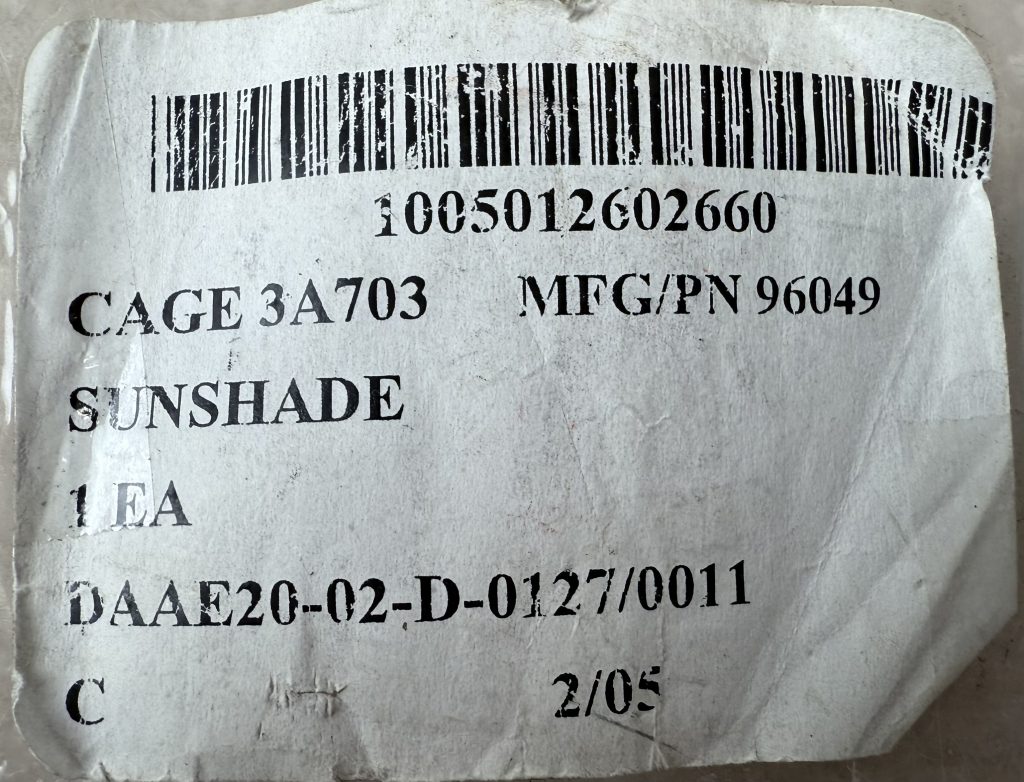 1005012602660
CAGE 3A703 MFG/PN 96049
SUNSHADE
1 EA
DAAE20-02-D-0127/0011
C 2/05